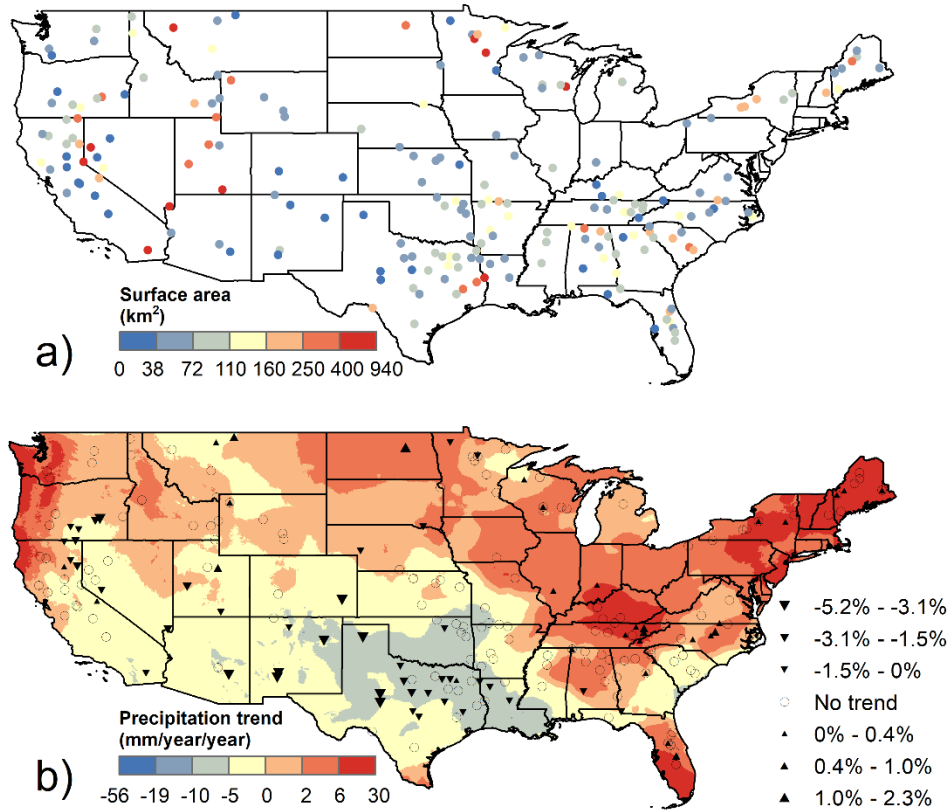 Surface area
(km²)
a)
0 38 72 110 160 250 400 940
-5.2% - -3.1%
-3.1% - -1.5%
-1.5% - 0%
No trend
0% - 0.4%
0.4% - 1.0%
1.0% - 2.3%
Precipitation trend
(mm/year/year)
b)
-56 -19 -10 -5 0 2 6 30